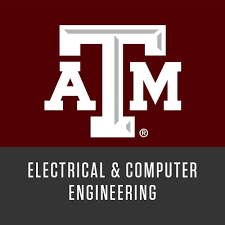 ATM®
ELECTRICAL & COMPUTER
ENGINEERING